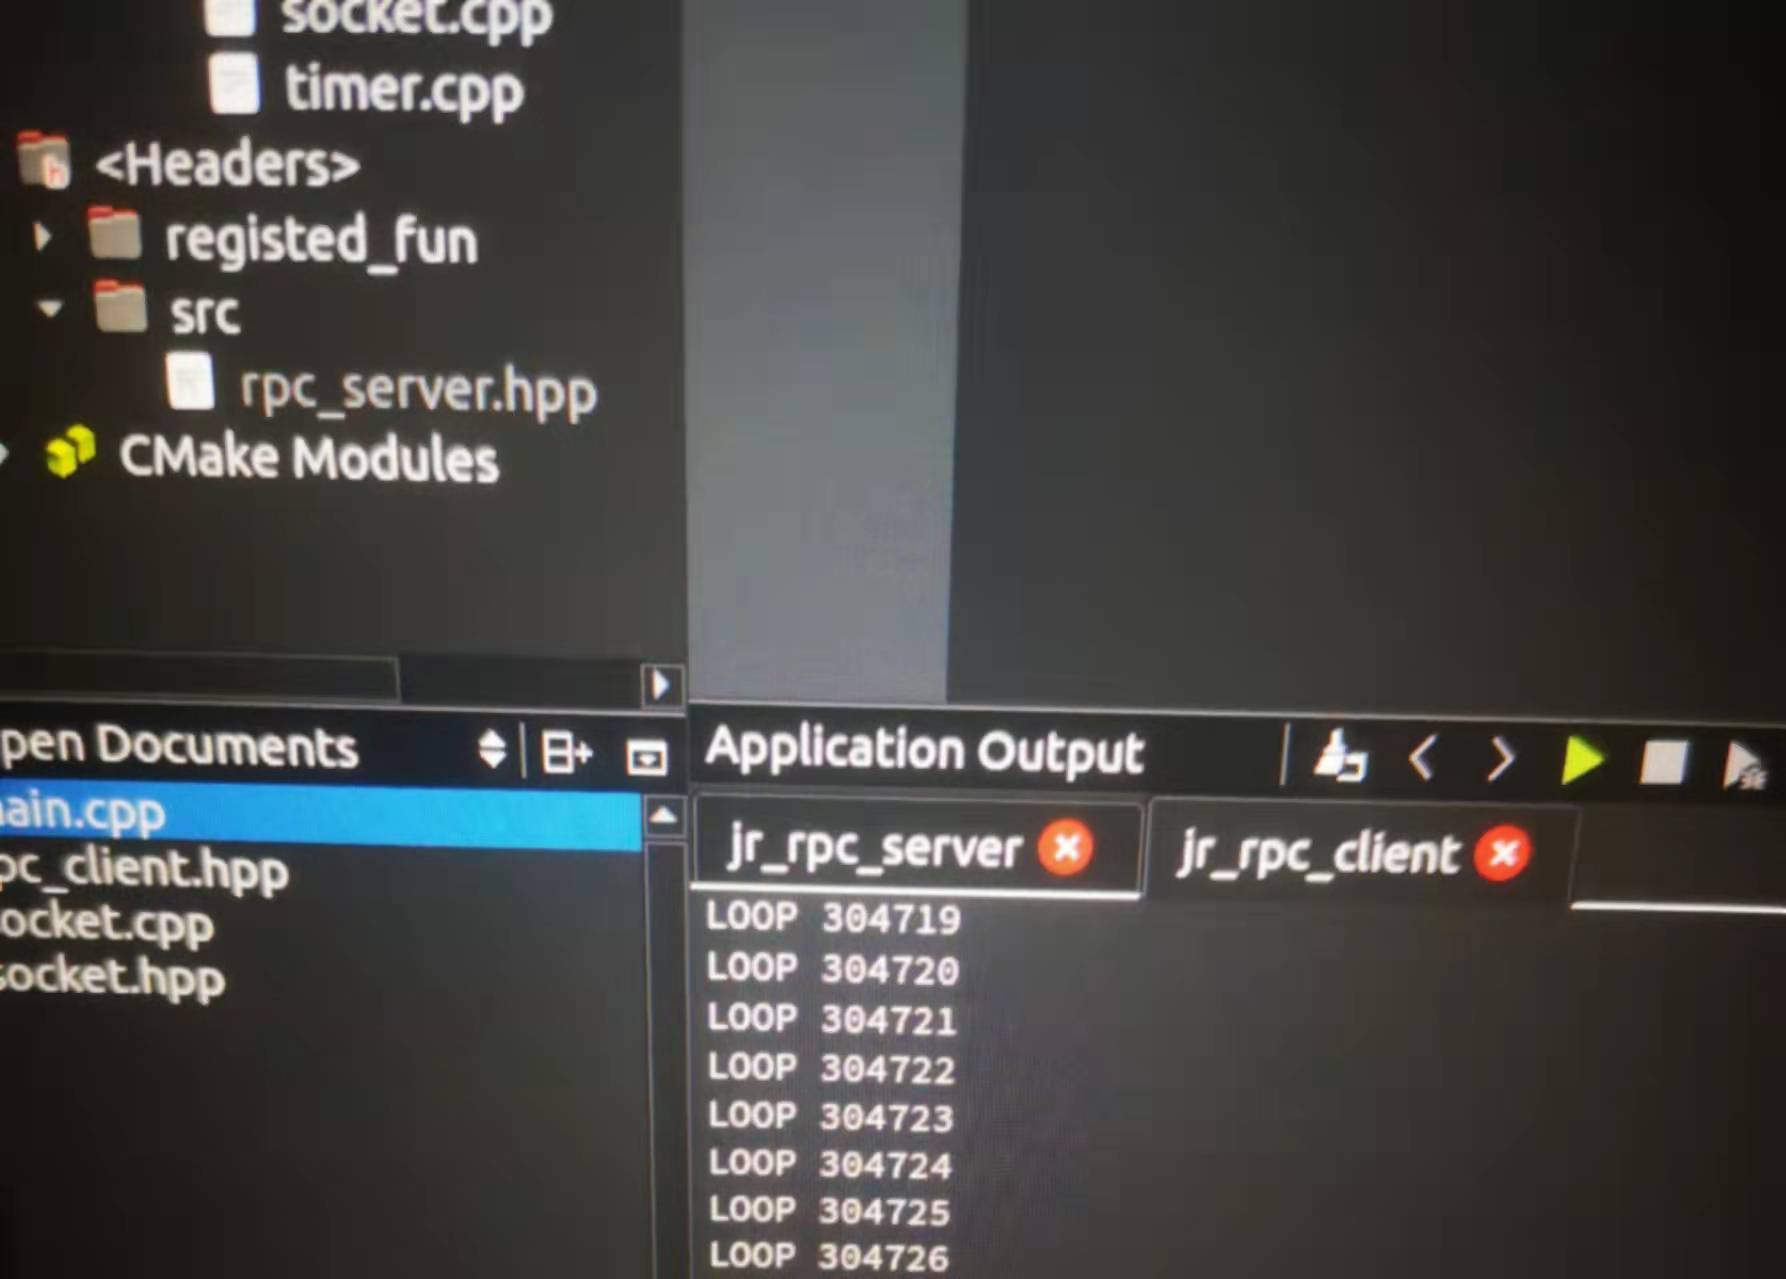 socket.cpp
timer.cpp
<Headers>
registed_fun
src
rpc_server.hpp
CMake Modules
pen Documents
ain.cpp
pc_client.hpp
ocket.cpp
socket.hpp
Application Output
jr_rpc_server
jr_rpc_client
LOOP 304719
LOOP 304720
LOOP 304721
LOOP 304722
LOOP 304723
LOOP 304724
LOOP 304725
LOOP 304726